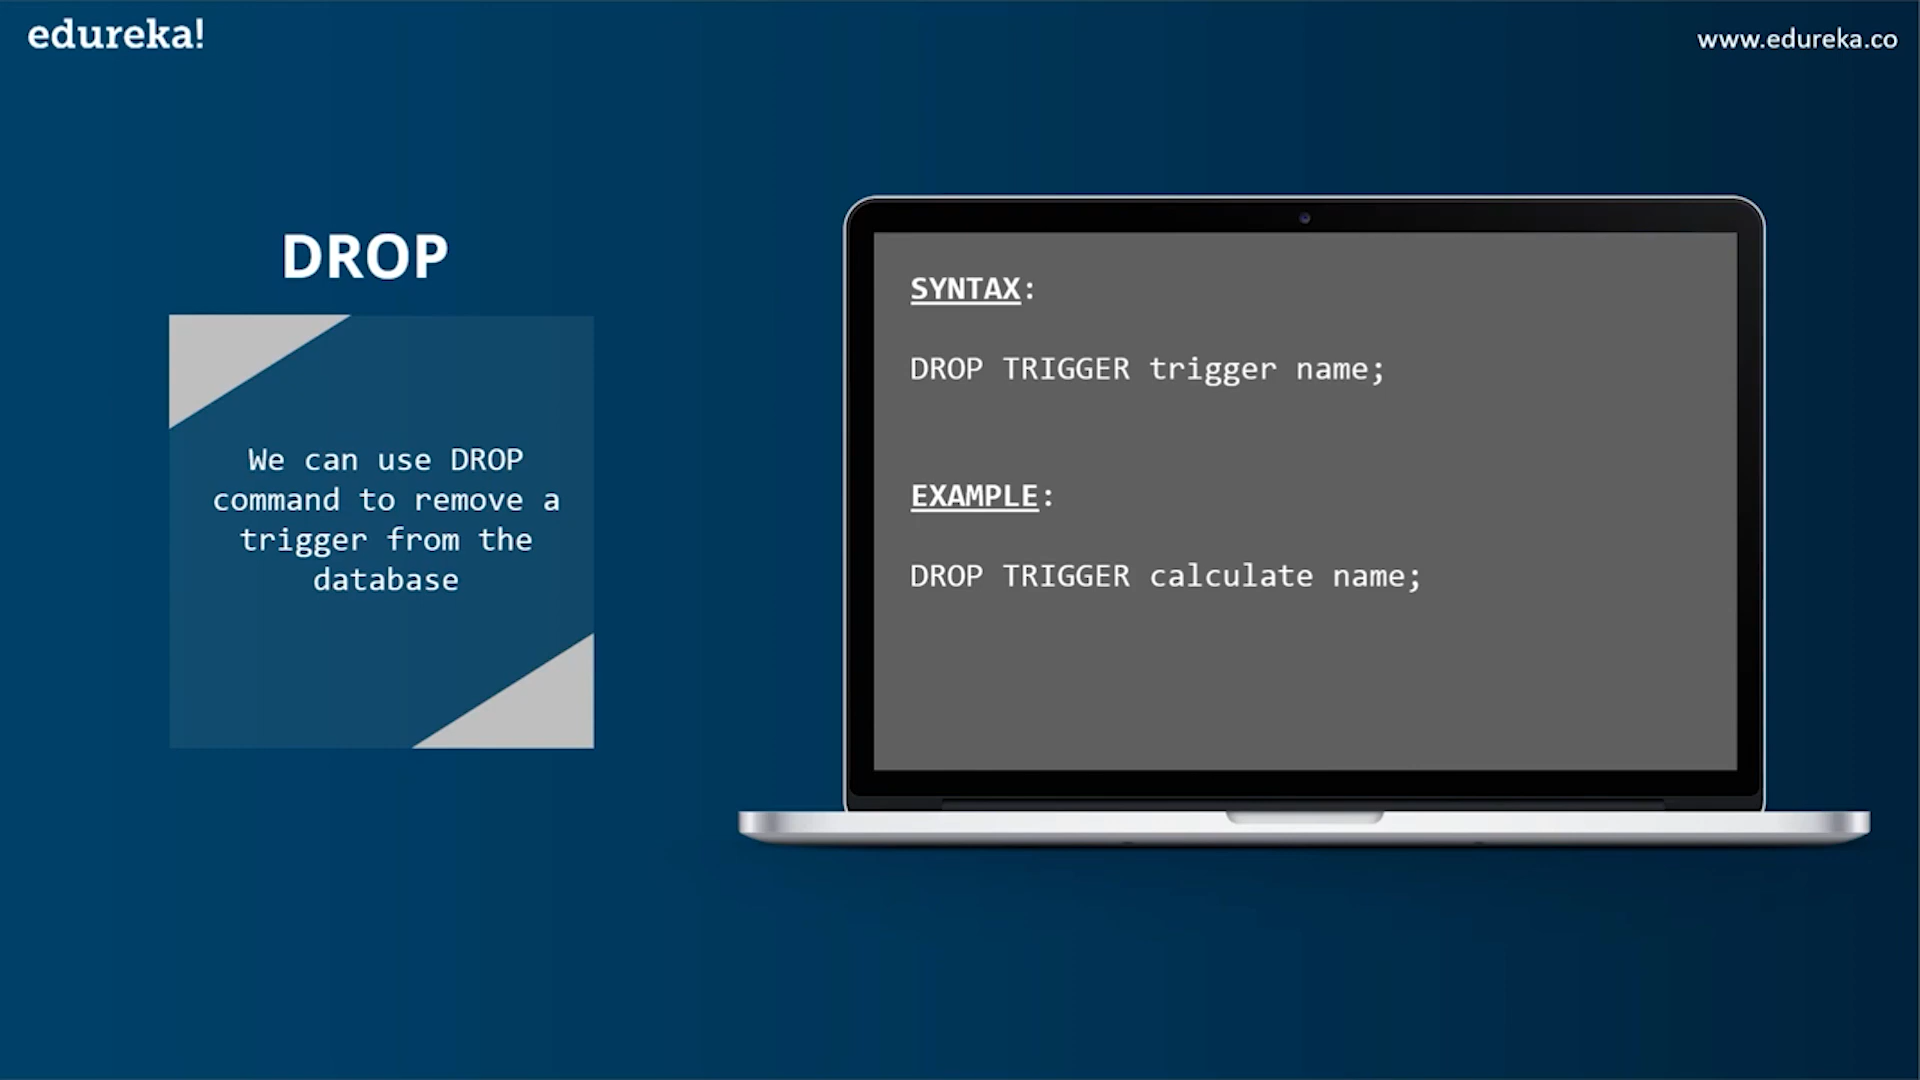 edureka!
www.edureka.co
DROP
We can use DROP
command to remove a
trigger from the
database
SYNTAX:
DROP TRIGGER trigger name;
EXAMPLE:
DROP TRIGGER calculate name;